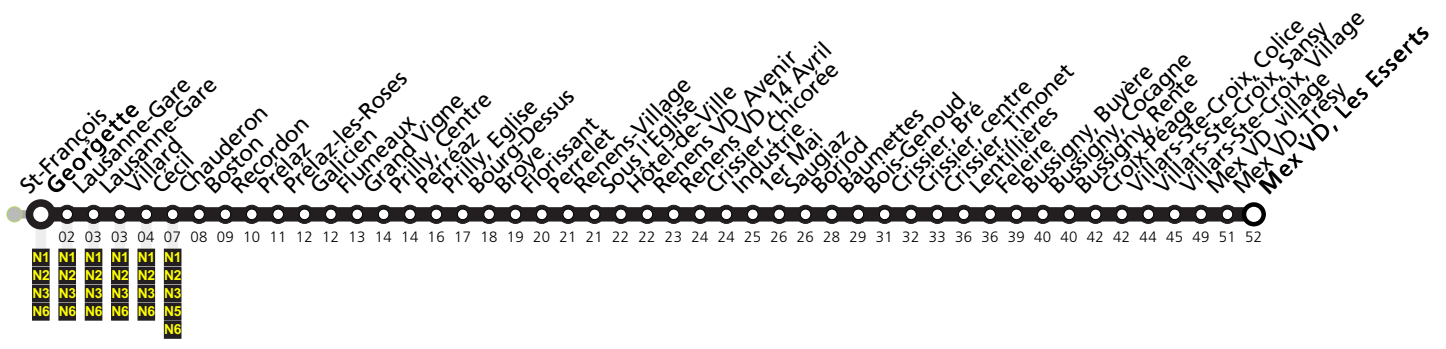 St-François
Georgette
Lausanne-Gare
Lausanne-Gare
Villard
Cécil
Chauderon
Boston
Recordon
Prélaz
Prélaz-les-Roses
Galicien
Flumeaux
Grand Vigne
Prilly, Centre
Perréaz
Prilly, Eglise
Bourg-Dessus
Broye
Florissant
Perrelet
Renens-Village
Sous l'Eglise
Hôtel-de-Ville
Renens VD, Avenir
Renens VD, 14 Avril
Crissier, Chicorée
Industrie
1er Mai
Sauglaz
Borjod
Baumettes
Bois-Genoud
Crissier, Bré
Crissier, centre
Crissier, Timonet
Lentillières
Feleire
Bussigny, Buyère
Bussigny, Cocagne
Bussigny, Rente
Croix-Péage
Villars-Ste-Croix, Colice
Villars-Ste-Croix, Sansy
Villars-Ste-Croix, Village
Mex VD, village
Mex VD, Trésy
Mex VD, Les Esserts
02 03 03 04 07 08 09 10 11 12 12 13 14 14 16 17 18 19 20 21 21 22 22 23 24 24 25 26 26 28 29 31 32 33 36 36 39 40 40 42 42 44 45 49 51 52
N1 N1 N1 N1 N1 N1
N2 N2 N2 N2 N2 N2
N3 N3 N3 N3 N3 N3
N6 N6 N6 N6 N6 N5
N6